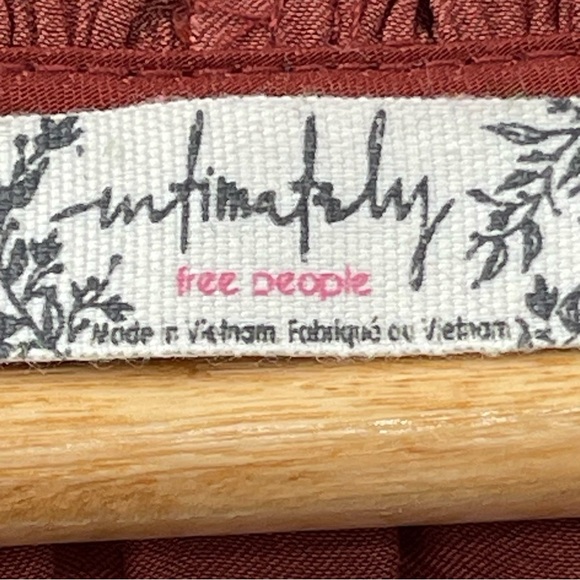 intimately
free people
Made in Vietnam Fabriqué au Vietnam